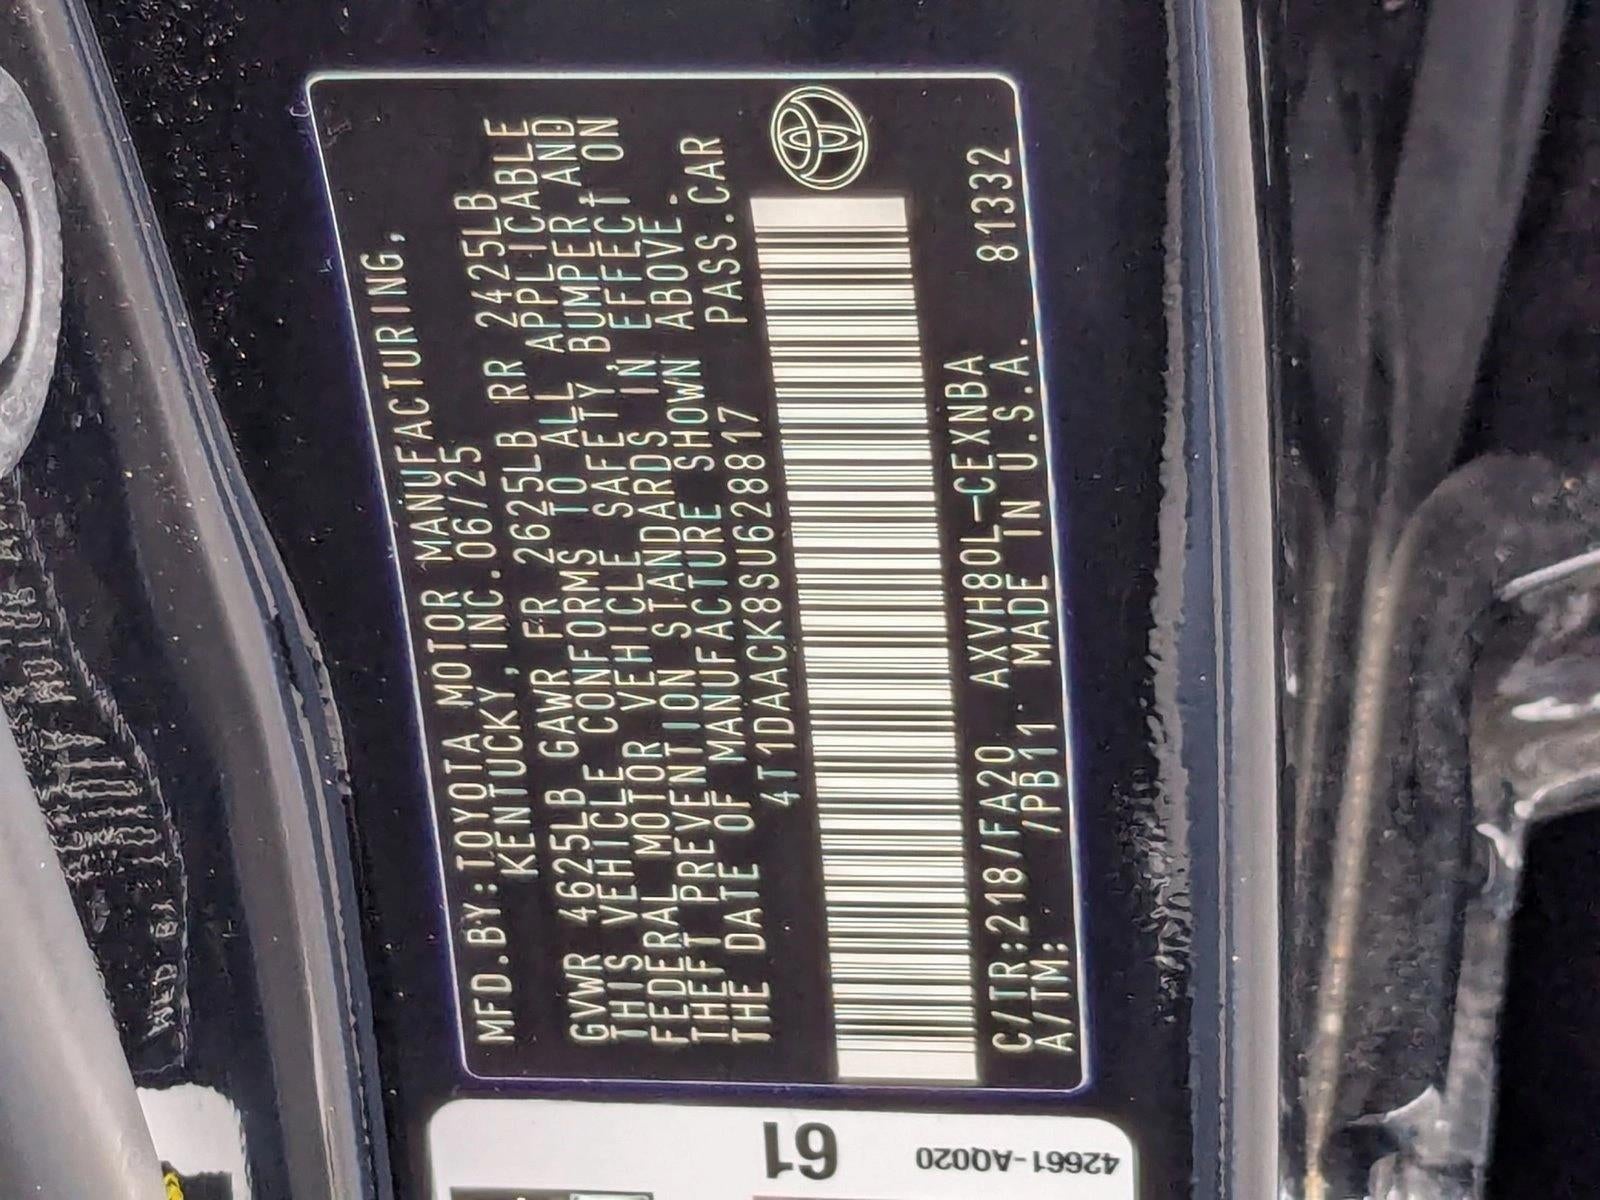 MFD.BY:TOYOTA MOTOR MANUFACTURING,
KENTUCKY, INC. 06/25
GVWR 4625LB GAWR FR 2625LB RR 2425LB
THIS VEHICLE CONFORMS TO ALL APPLICABLE
FEDERAL MOTOR VEHICLE SAFETY, BUMPER, AND
THEFT PREVENTION STANDARDS IN EFFECT ON
THE DATE OF MANUFACTURE SHOWN ABOVE.
4T1DAACK8SU628817 PASS.CAR
C/TR:218/FA20 AXVH80L-CEXNBA 81332
A/TM: /PB11 MADE IN U.S.A.
61
42661-AQ020